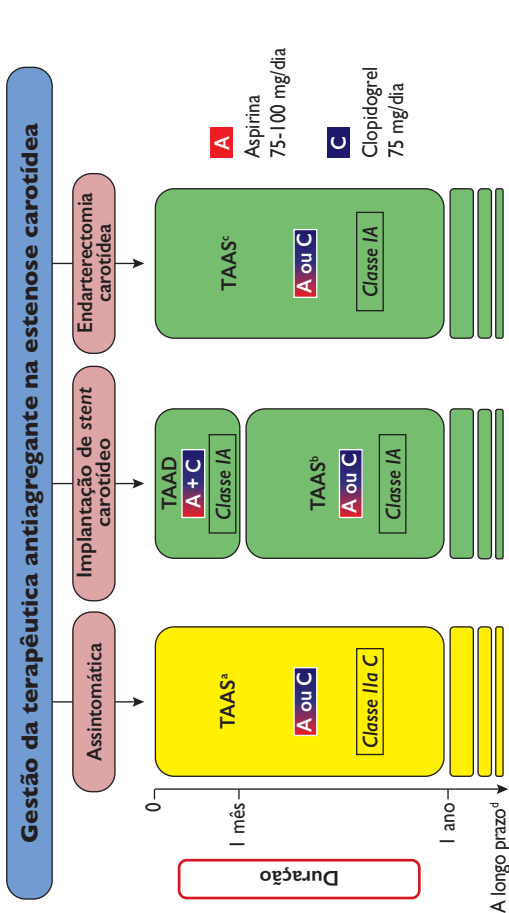 Gestão da terapêutica antiagregante na estenose carotídea
Assintomática
Implantação de stent
carotídeo
Endarterectomia
carotídea
Duração
0
1 mês
1 ano
A longo prazoᵈ
TAASᵃ
A ou C
Classe IIa C
TAAD
A + C
Classe IA
TAASᵇ
A ou C
Classe IA
TAASᶜ
A ou C
Classe IA
A
Aspirina
75-100 mg/dia
C
Clopidogrel
75 mg/dia